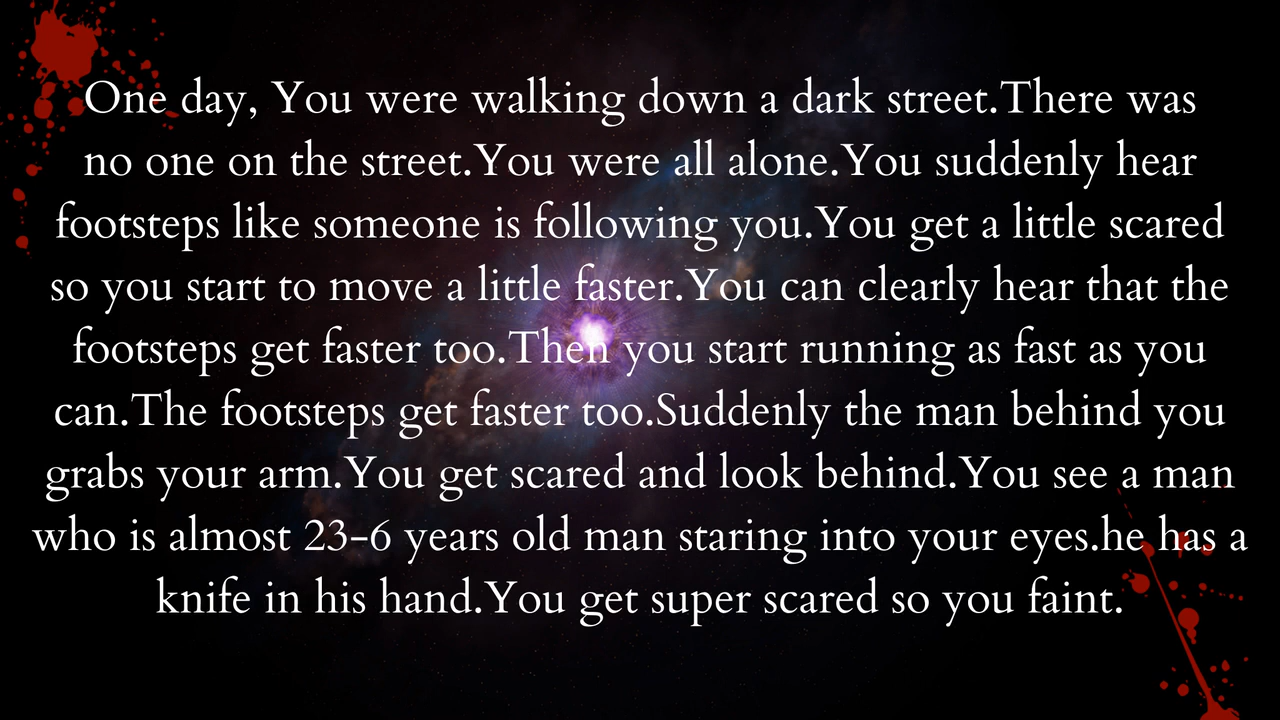 One day, You were walking down a dark street.There was
no one on the street.You were all alone.You suddenly hear
footsteps like someone is following you.You get a little scared
so you start to move a little faster.You can clearly hear that the
footsteps get faster too.Then you start running as fast as you
can.The footsteps get faster too.Suddenly the man behind you
grabs your arm.You get scared and look behind.You see a man
who is almost 23-6 years old man staring into your eyes.he has a
knife in his hand.You get super scared so you faint.